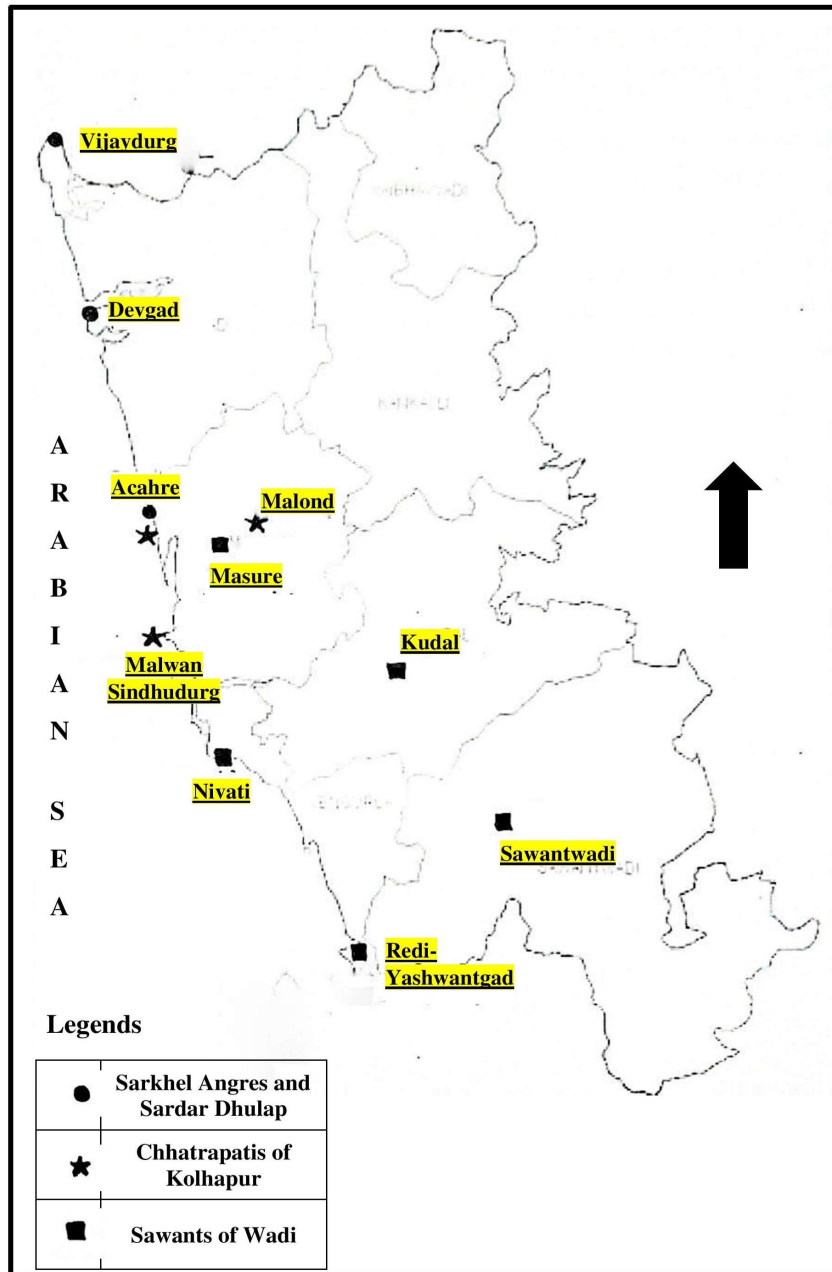 Vijaydurg
Devgad
KANKAVLI
Acahre
Malond
Masure
Kudal
Malwan
Sindhudurg
Nivati
Sawantwadi
Redi-
Yashwantgad
A
R
A
B
I
A
N
S
E
A
Legends
Sarkhel Angres and
Sardar Dhulap
Chhatrapatis of
Kolhapur
Sawants of Wadi